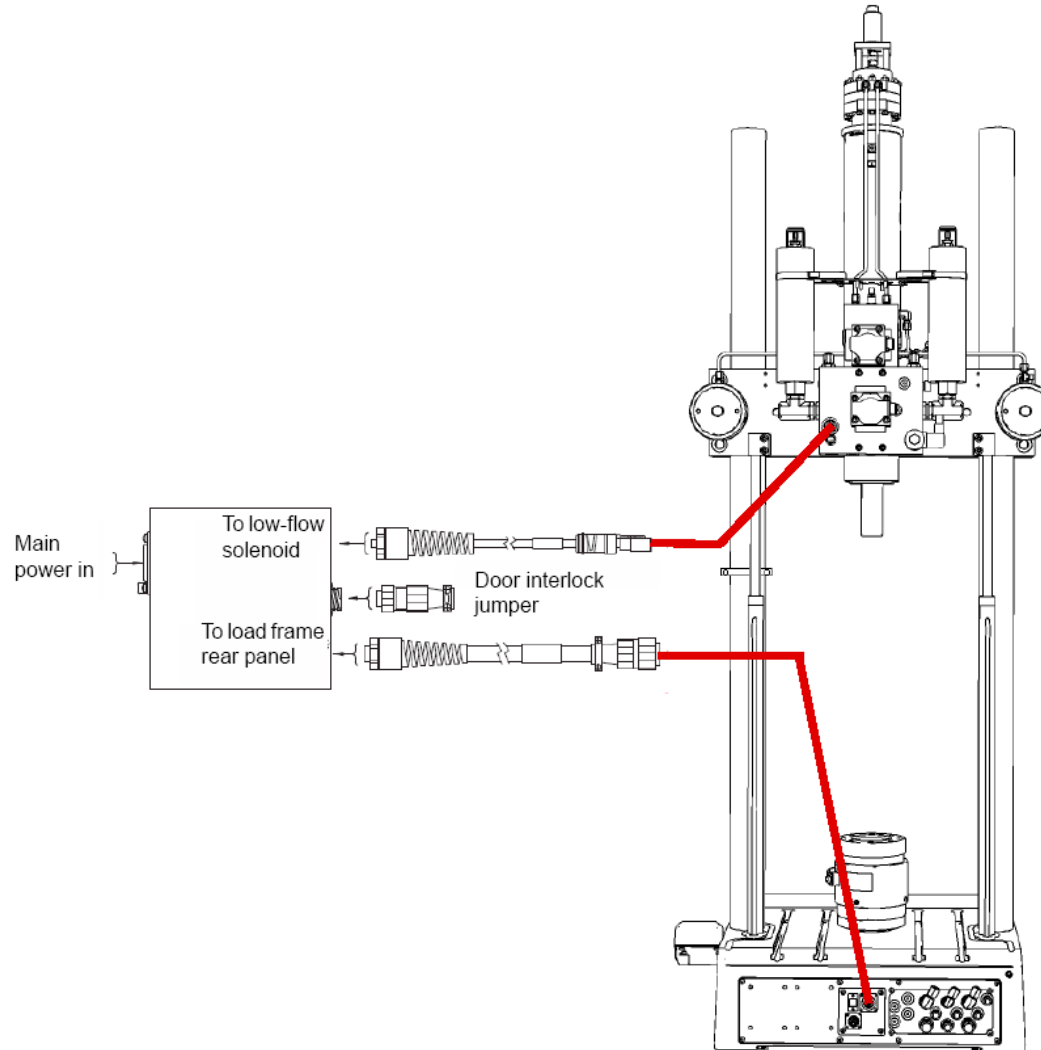 To low-flow
solenoid
Main
power in
Door interlock
jumper
To load frame
rear panel